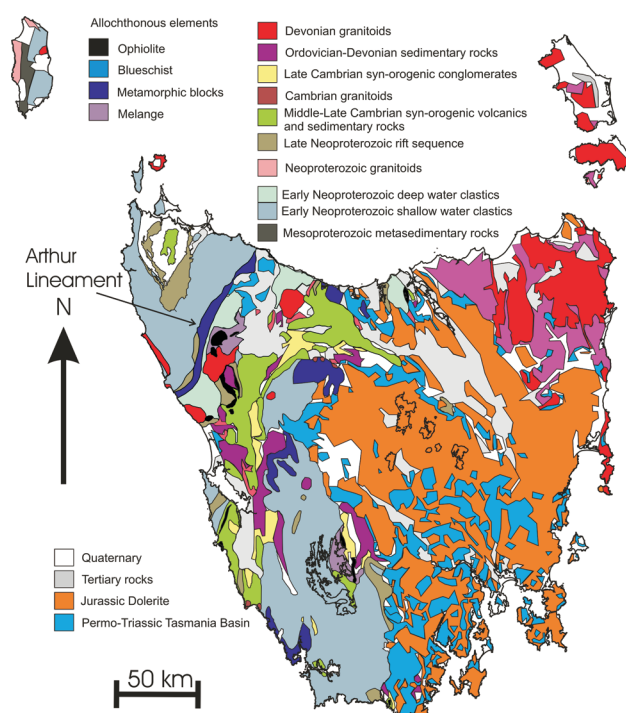 Allochthonous elements
Ophiolite
Blueschist
Metamorphic blocks
Melange
Devonian granitoids
Ordovician-Devonian sedimentary rocks
Late Cambrian syn-orogenic conglomerates
Cambrian granitoids
Middle-Late Cambrian syn-orogenic volcanics
and sedimentary rocks
Late Neoproterozoic rift sequence
Neoproterozoic granitoids
Early Neoproterozoic deep water clastics
Early Neoproterozoic shallow water clastics
Mesoproterozoic metasedimentary rocks
Arthur
Lineament
N
Quaternary
Tertiary rocks
Jurassic Dolerite
Permo-Triassic Tasmania Basin
50 km